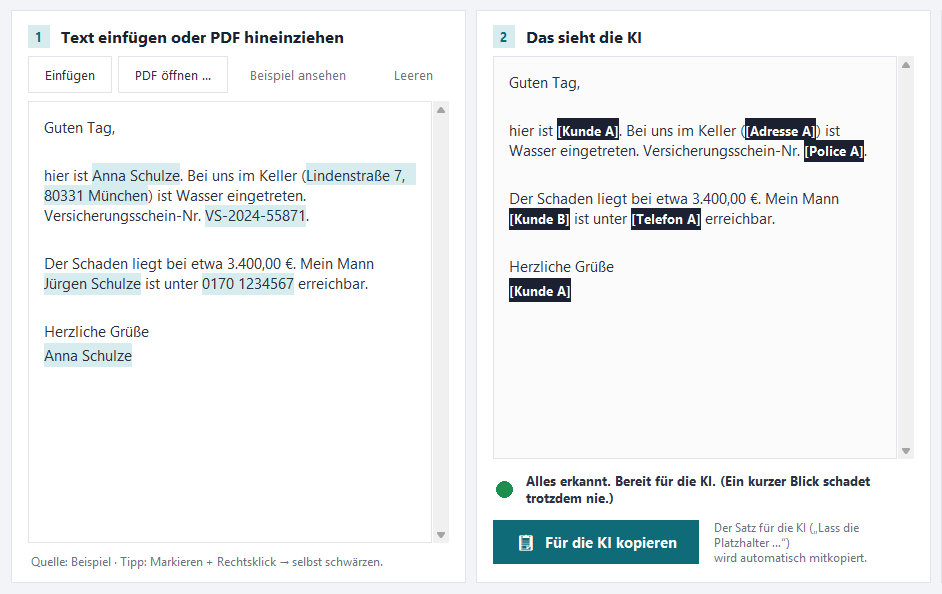 1 Text einfügen oder PDF hineinziehen
Einfügen PDF öffnen ... Beispiel ansehen Leeren
Guten Tag,
hier ist Anna Schulze. Bei uns im Keller (Lindenstraße 7,
80331 München) ist Wasser eingetreten.
Versicherungsschein-Nr. VS-2024-55871.
Der Schaden liegt bei etwa 3.400,00 €. Mein Mann
Jürgen Schulze ist unter 0170 1234567 erreichbar.
Herzliche Grüße
Anna Schulze
Quelle: Beispiel · Tipp: Markieren + Rechtsklick → selbst schwärzen.
2 Das sieht die KI
Guten Tag,
hier ist [Kunde A]. Bei uns im Keller ([Adresse A]) ist
Wasser eingetreten. Versicherungsschein-Nr. [Police A].
Der Schaden liegt bei etwa 3.400,00 €. Mein Mann
[Kunde B] ist unter [Telefon A] erreichbar.
Herzliche Grüße
[Kunde A]
Alles erkannt. Bereit für die KI. (Ein kurzer Blick schadet
trotzdem nie.)
Für die KI kopieren
Der Satz für die KI („Lass die
Platzhalter ...“)
wird automatisch mitkopiert.